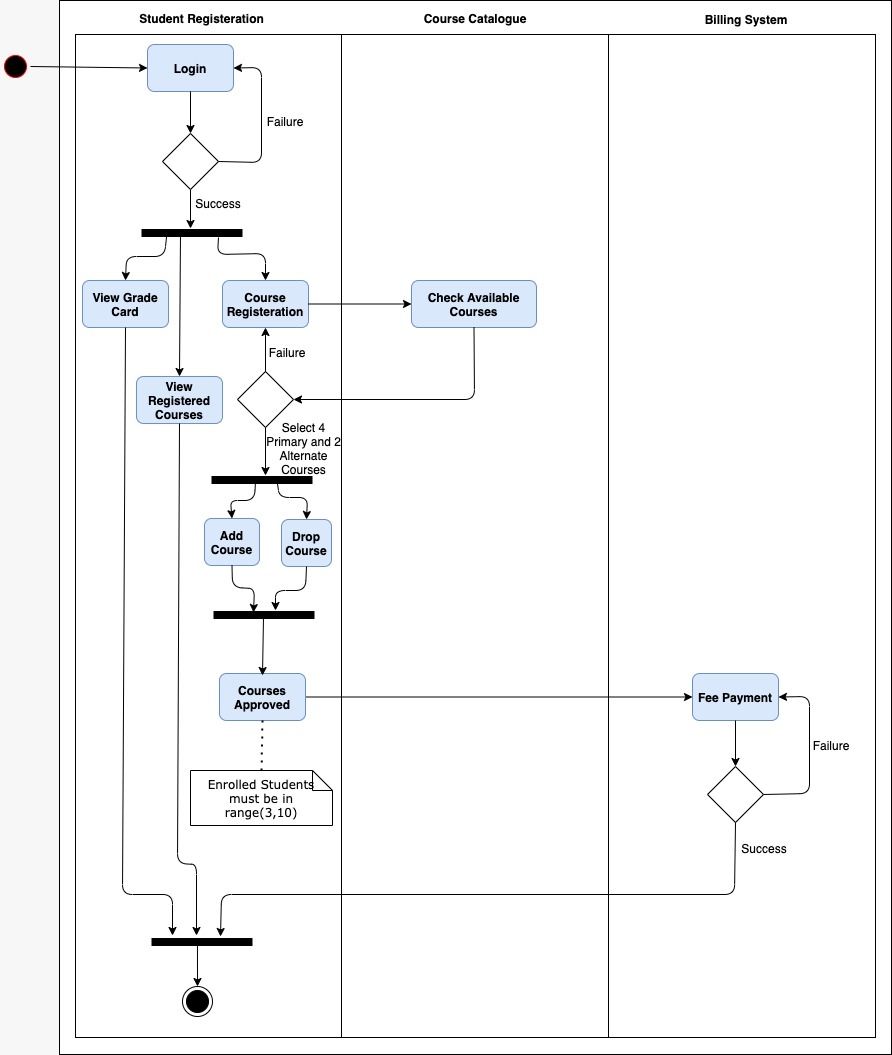 Student Registeration
Course Catalogue
Billing System
Login
Failure
Success
View Grade
Card
Course
Registeration
Check Available
Courses
Failure
View
Registered
Courses
Select 4
Primary and 2
Alternate
Courses
Add
Course
Drop
Course
Courses
Approved
Fee Payment
Failure
Enrolled Students
must be in
range(3,10)
Success